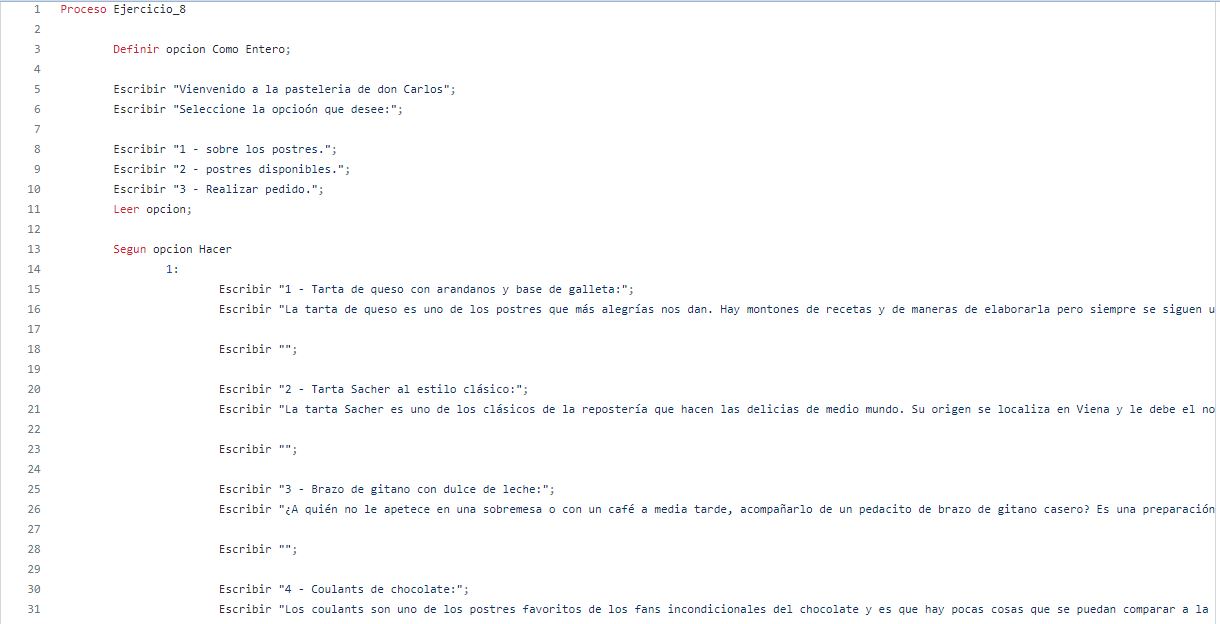 1 Proceso Ejercicio_8
2
3 Definir opcion Como Entero;
4
5 Escribir "Vienvenido a la pasteleria de don Carlos";
6 Escribir "Seleccione la opcioón que desee:";
7
8 Escribir "1 - sobre los postres.";
9 Escribir "2 - postres disponibles.";
10 Escribir "3 - Realizar pedido.";
11 Leer opcion;
12
13 Segun opcion Hacer
14 1:
15 Escribir "1 - Tarta de queso con arandanos y base de galleta:";
16 Escribir "La tarta de queso es uno de los postres que más alegrías nos dan. Hay montones de recetas y de maneras de elaborarla pero siempre se siguen u
17
18 Escribir "";
19
20 Escribir "2 - Tarta Sacher al estilo clásico:";
21 Escribir "La tarta Sacher es uno de los clásicos de la repostería que hacen las delicias de medio mundo. Su origen se localiza en Viena y le debe el no
22
23 Escribir "";
24
25 Escribir "3 - Brazo de gitano con dulce de leche:";
26 Escribir "¿A quién no le apetece en una sobremesa o con un café a media tarde, acompañarlo de un pedacito de brazo de gitano casero? Es una preparación
27
28 Escribir "";
29
30 Escribir "4 - Coulants de chocolate:";
31 Escribir "Los coulants son uno de los postres favoritos de los fans incondicionales del chocolate y es que hay pocas cosas que se puedan comparar a la